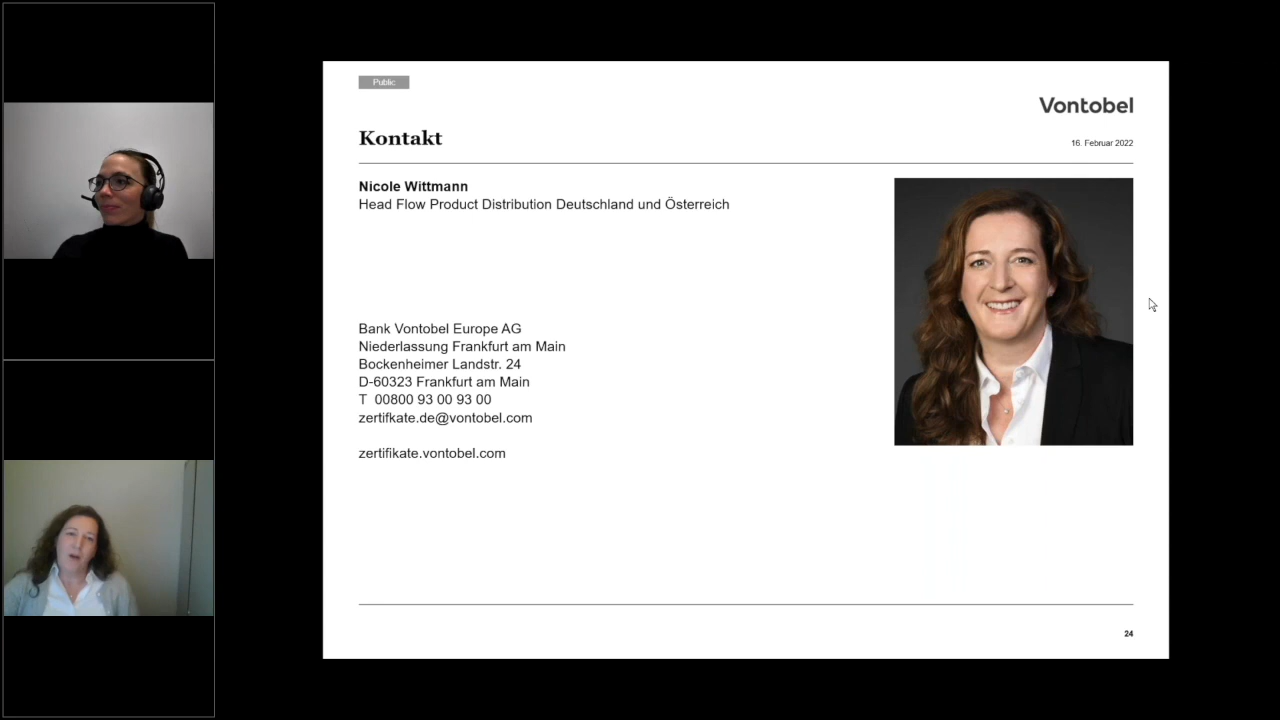 Public
Vontobel
Kontakt
16. Februar 2022
Nicole Wittmann
Head Flow Product Distribution Deutschland und Österreich
Bank Vontobel Europe AG
Niederlassung Frankfurt am Main
Bockenheimer Landstr. 24
D-60323 Frankfurt am Main
T 00800 93 00 93 00
zertifkate.de@vontobel.com
zertifikate.vontobel.com
24